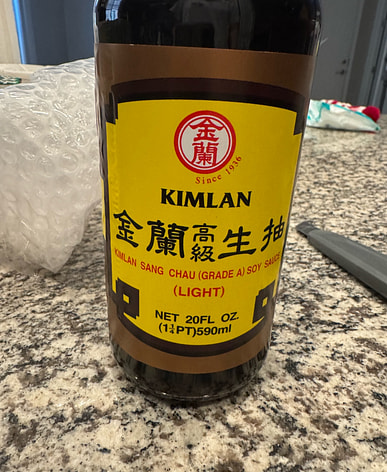 金蘭
Since 1936
KIMLAN
金蘭高級生抽
KIMLAN SANG CHAU (GRADE A) SOY SAUCE
(LIGHT)
NET 20FL OZ.
(1¼PT)590ml